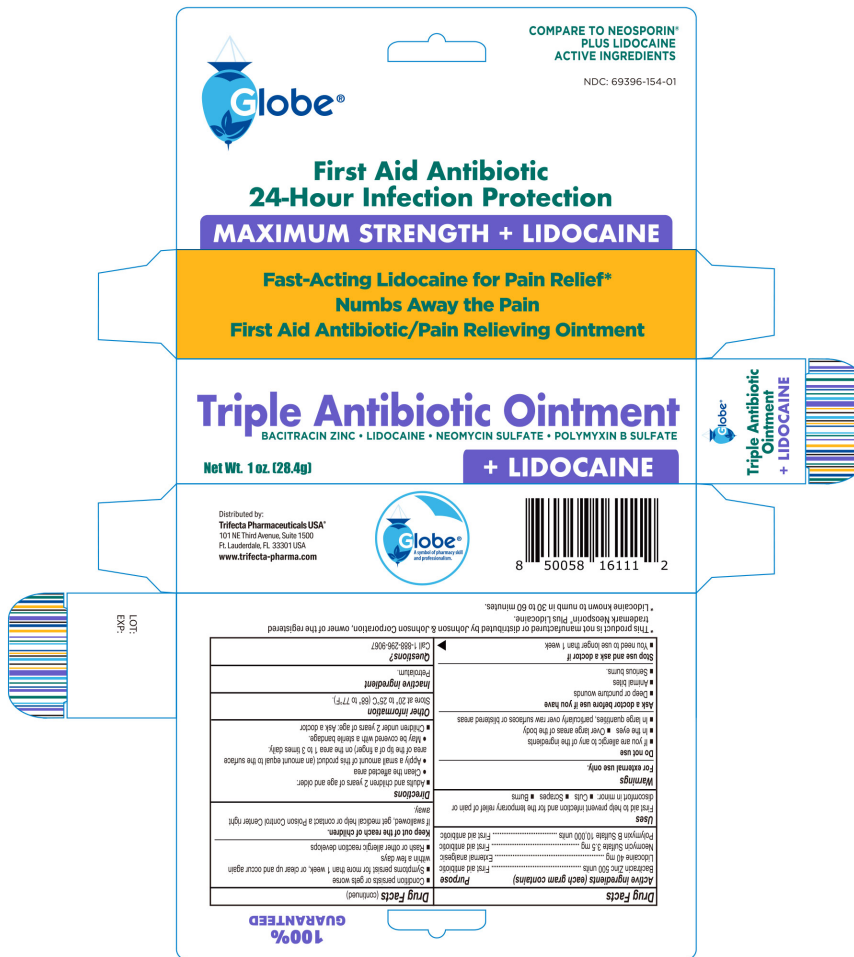 COMPARE TO NEOSPORIN®
PLUS LIDOCAINE
ACTIVE INGREDIENTS
NDC: 69396-154-01
Globe®
First Aid Antibiotic
24-Hour Infection Protection
MAXIMUM STRENGTH + LIDOCAINE
Fast-Acting Lidocaine for Pain Relief*
Numbs Away the Pain
First Aid Antibiotic/Pain Relieving Ointment
Triple Antibiotic Ointment
BACITRACIN ZINC • LIDOCAINE • NEOMYCIN SULFATE • POLYMYXIN B SULFATE
Net Wt. 1 oz. (28.4g)
+ LIDOCAINE
Globe®
Triple Antibiotic
Ointment
+ LIDOCAINE
Distributed by:
Trifecta Pharmaceuticals USA®
101 NE Third Avenue, Suite 1500
Ft. Lauderdale, FL 33301 USA
www.trifecta-pharma.com
Globe®
A symbol of pharmacy skill
and professionalism.
8 50058 16111 2
LOT:
EXP:
100%
GUARANTEED
Drug Facts
Active ingredients (each gram contains) Purpose
Bacitracin Zinc 500 units ... First aid antibiotic
Lidocaine 40 mg ... External analgesic
Neomycin Sulfate 3.5 mg ... First aid antibiotic
Polymyxin B Sulfate 10,000 units ... First aid antibiotic
Uses
First aid to help prevent infection and for the temporary relief of pain or
discomfort in minor: ■ Cuts ■ Scrapes ■ Burns
Warnings
For external use only.
Do not use
■ If you are allergic to any of the ingredients
■ In the eyes ■ Over large areas of the body
■ In large quantities, particularly over raw surfaces or blistered areas
Ask a doctor before use if you have
■ Deep or puncture wounds
■ Animal bites
■ Serious burns.
Stop use and ask a doctor if
■ You need to use longer than 1 week
Drug Facts (continued)
■ Condition persists or gets worse
■ Symptoms persist for more than 1 week, or clear up and occur again
within a few days
■ Rash or other allergic reaction develops
Keep out of the reach of children.
If swallowed, get medical help or contact a Poison Control Center right
away.
Directions
■ Adults and children 2 years of age and older:
• Clean the affected area
• Apply a small amount of this product (an amount equal to the surface
area of the tip of a finger) on the area 1 to 3 times daily.
• May be covered with a sterile bandage.
■ Children under 2 years of age: Ask a doctor
Other information
Store at 20° to 25°C (68° to 77°F).
Inactive ingredient
Petrolatum.
Questions?
Call 1-888-296-9067
* This product is not manufactured or distributed by Johnson & Johnson Corporation, owner of the registered
trademark Neosporin® Plus Lidocaine.
* Lidocaine known to numb in 30 to 60 minutes.